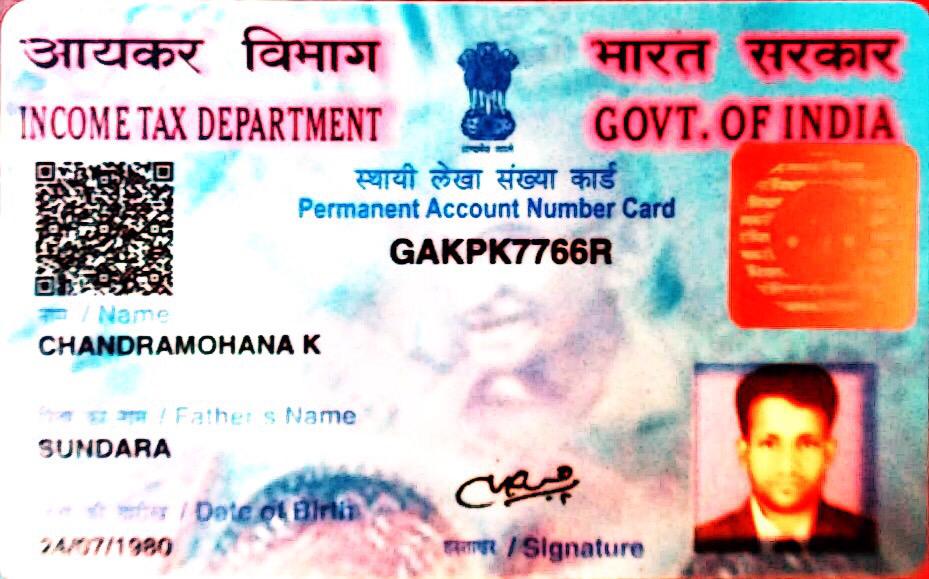 आयकर विभाग
INCOME TAX DEPARTMENT
भारत सरकार
GOVT. OF INDIA
स्थायी लेखा संख्या कार्ड
Permanent Account Number Card
GAKPK7766R
नाम / Name
CHANDRAMOHANA K
पिता का नाम / Father's Name
SUNDARA
की तारीख / Date of Birth
24/07/1980
हस्ताक्षर / Signature